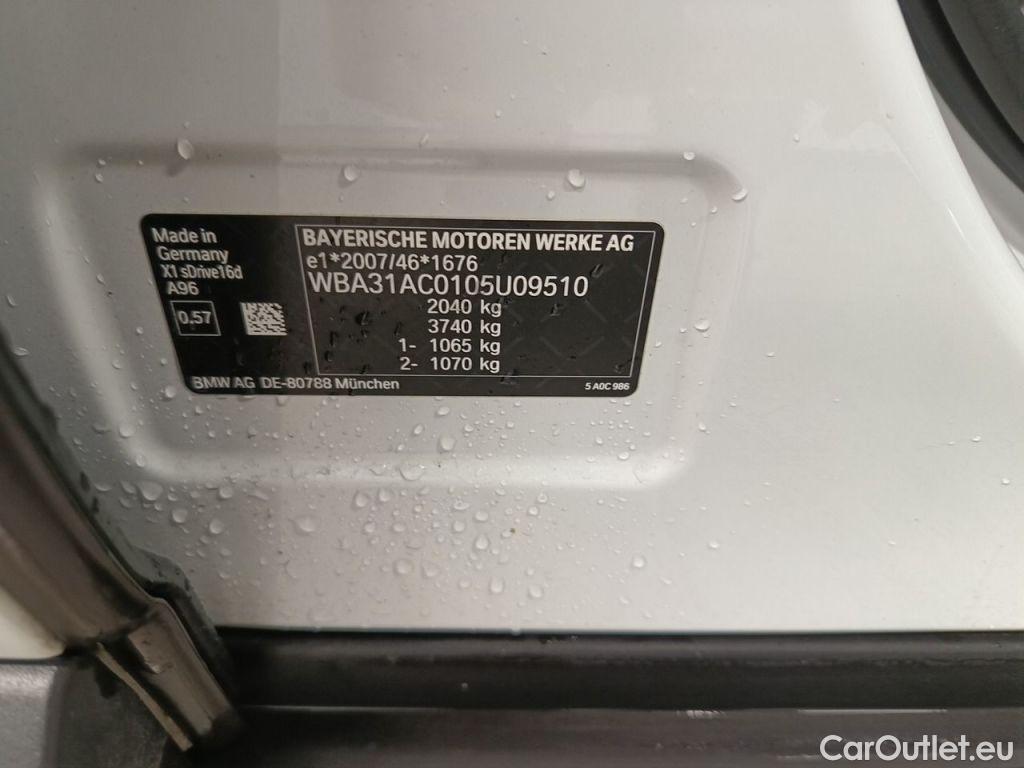 Made in
Germany
X1 sDrive16d
A96
0.57
BAYERISCHE MOTOREN WERKE AG
e1*2007/46*1676
WBA31AC0105U09510
2040 kg
3740 kg
1- 1065 kg
2- 1070 kg
BMW AG DE-80788 München
5 A0C 986
CarOutlet.eu